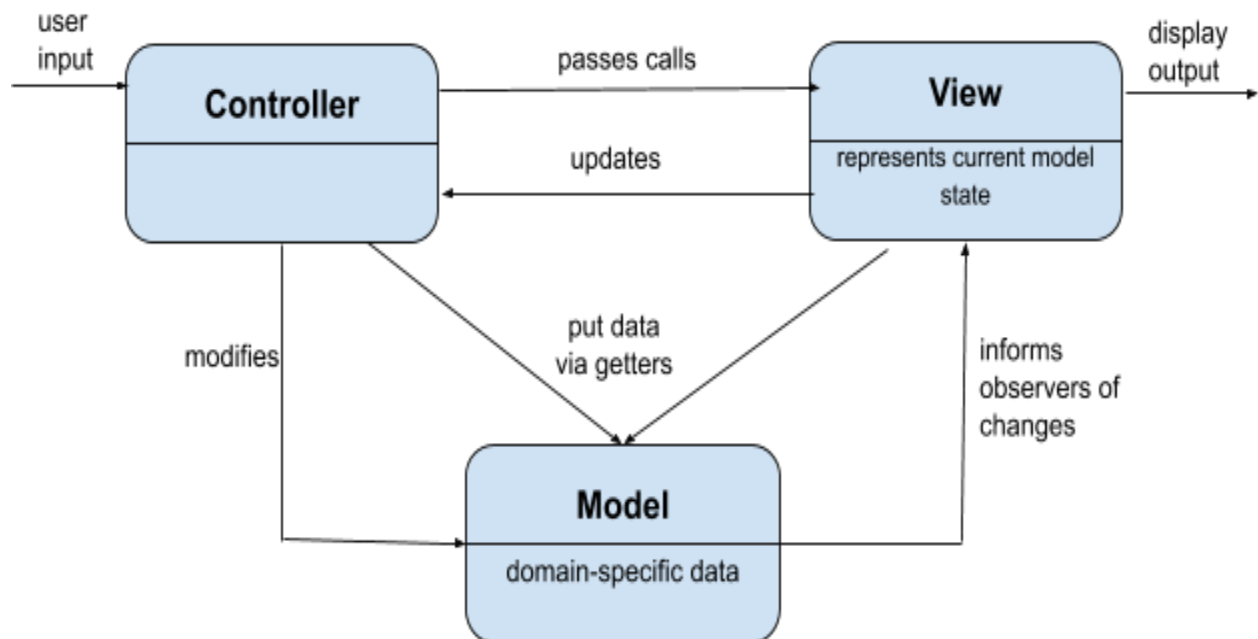 user
input
Controller
passes calls
updates
View
represents current model
state
display
output
modifies
put data
via getters
informs
observers of
changes
Model
domain-specific data